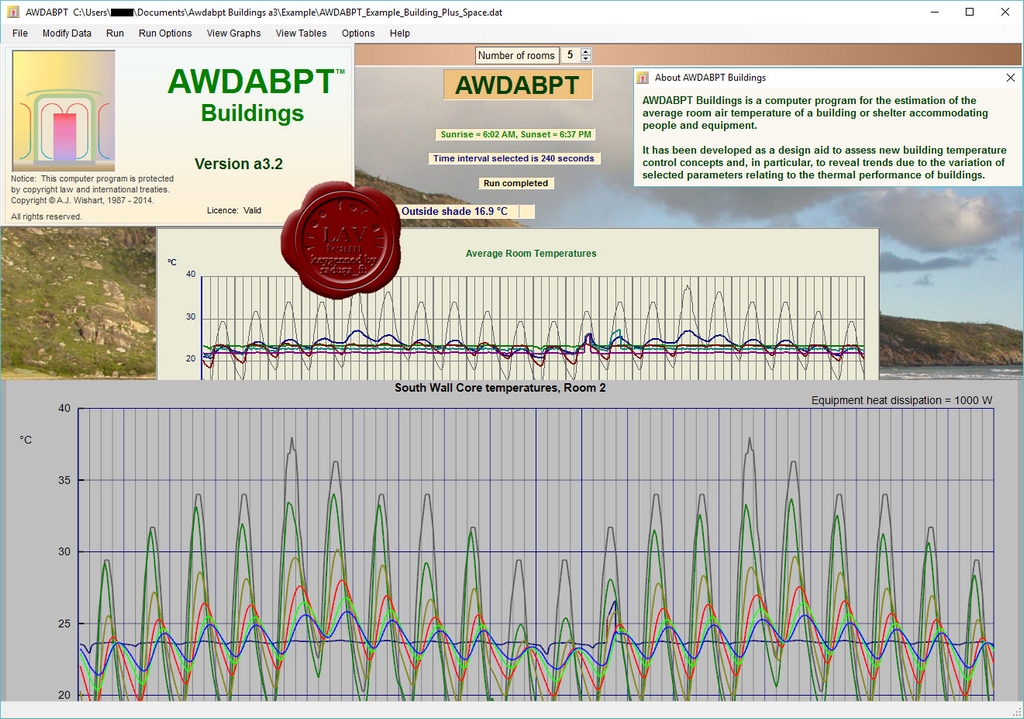 AWDABPT C:\Users\ \Documents\Awdabpt Buildings a3\Example\AWDABPT_Example_Building_Plus_Space.dat
File Modify Data Run Run Options View Graphs View Tables Options Help
Number of rooms 5
AWDABPT™
Buildings
Version a3.2
Notice: This computer program is protected
by copyright law and international treaties.
Copyright © A.J. Wishart, 1987 - 2014.
All rights reserved.
Licence: Valid
AWDABPT
Sunrise = 6:02 AM, Sunset = 6:37 PM
Time interval selected is 240 seconds
Run completed
Outside shade 16.9 °C
About AWDABPT Buildings
AWDABPT Buildings is a computer program for the estimation of the
average room air temperature of a building or shelter accommodating
people and equipment.
It has been developed as a design aid to assess new building temperature
control concepts and, in particular, to reveal trends due to the variation of
selected parameters relating to the thermal performance of buildings.
LAV
team
keygenned by
Average Room Temperatures
°C
40
30
20
South Wall Core temperatures, Room 2
Equipment heat dissipation = 1000 W
40
°C
35
30
25
20